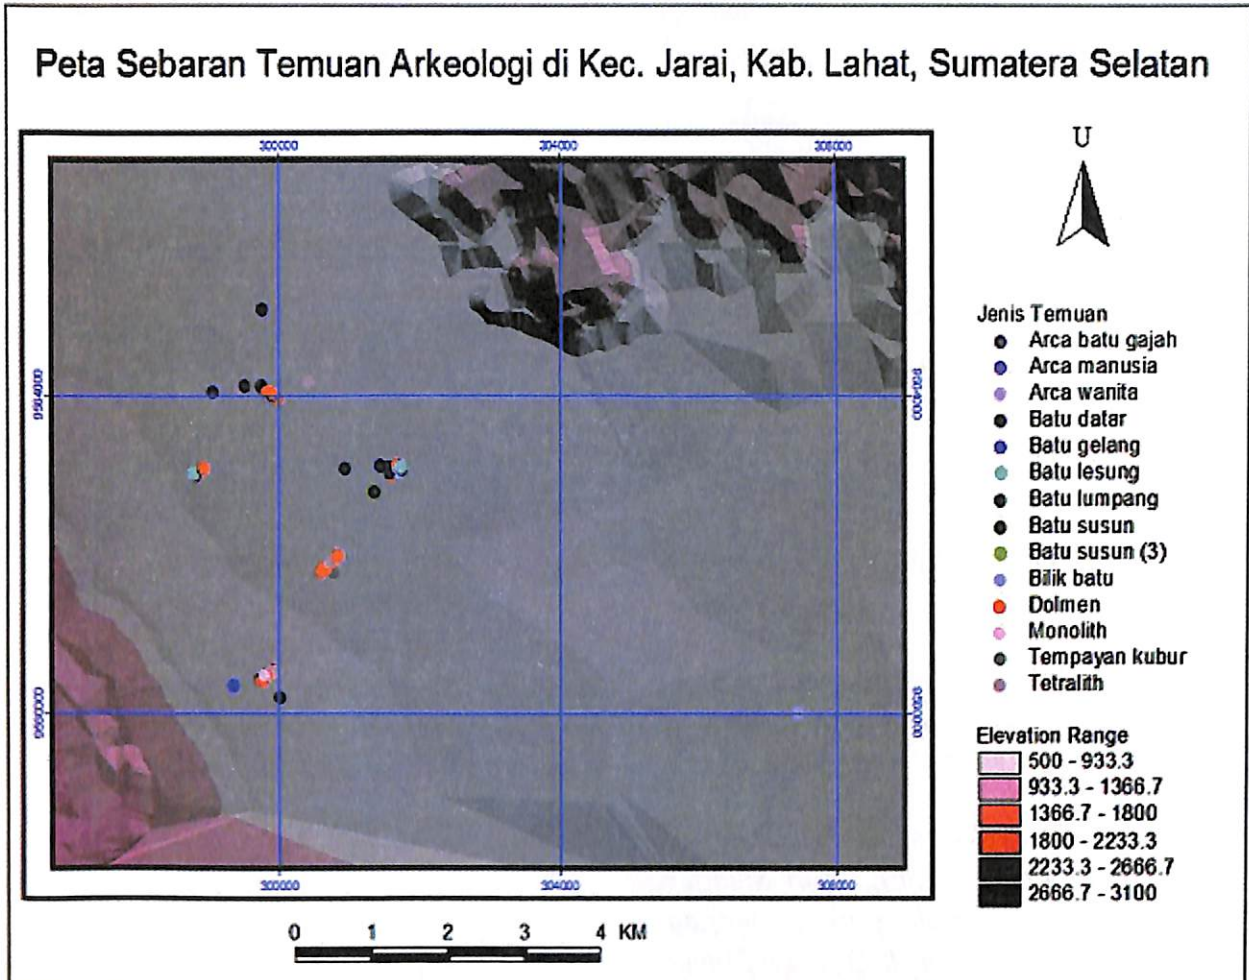 Peta Sebaran Temuan Arkeologi di Kec. Jarai, Kab. Lahat, Sumatera Selatan
U
300000 304000
Jenis Temuan
Arca batu gajah
Arca manusia
Arca wanita
Batu datar
Batu gelang
Batu lesung
Batu lumpang
Batu susun
Batu susun (3)
Bilik batu
Dolmen
Monolith
Tempayan kubur
Tetralith
Elevation Range
500 - 933.3
933.3 - 1366.7
1366.7 - 1800
1800 - 2233.3
2233.3 - 2666.7
2666.7 - 3100
300000 304000
0 1 2 3 4 KM